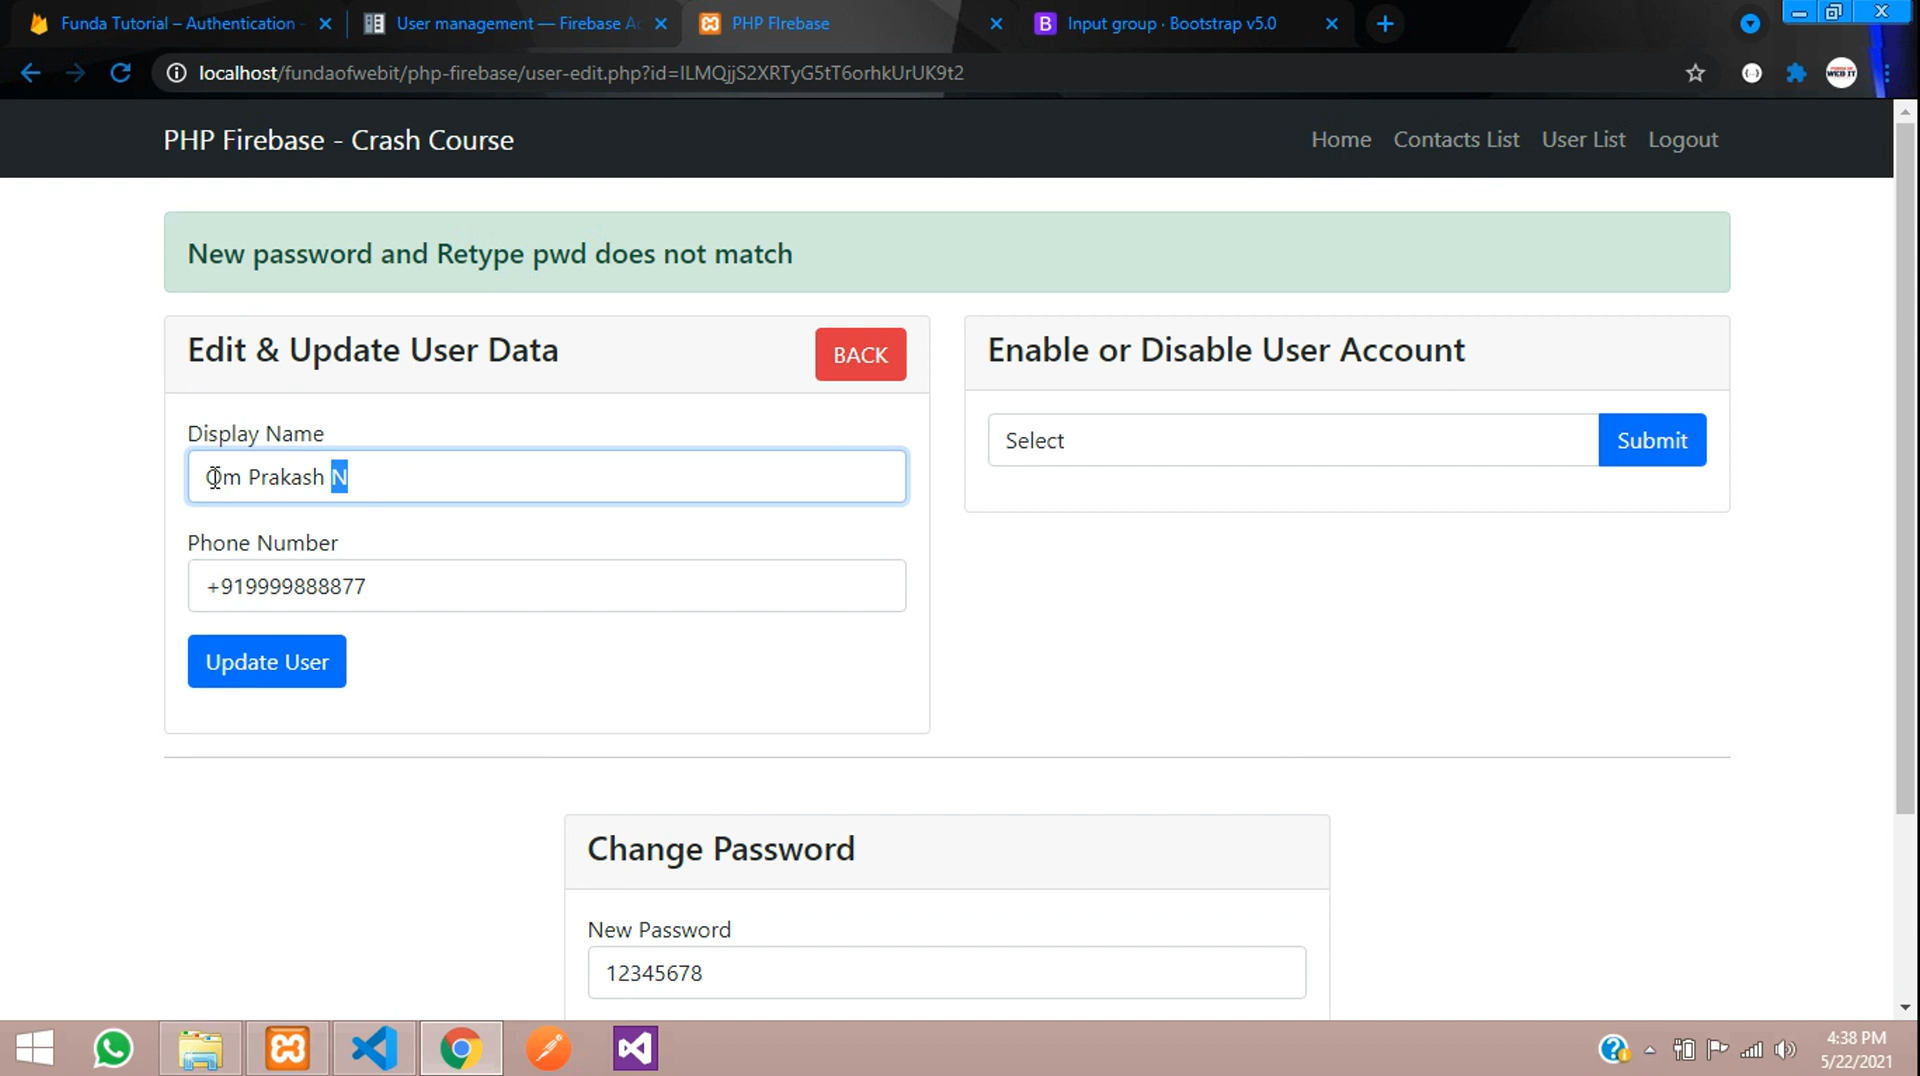 Funda Tutorial – Authentication
User management — Firebase A
PHP FIrebase
Input group · Bootstrap v5.0
localhost/fundaofwebit/php-firebase/user-edit.php?id=ILMQjjS2XRTyG5tT6orhkUrUK9t2
PHP Firebase - Crash Course
Home
Contacts List
User List
Logout
New password and Retype pwd does not match
Edit & Update User Data
BACK
Display Name
Om Prakash N
Phone Number
+919999888877
Update User
Enable or Disable User Account
Select
Submit
Change Password
New Password
12345678
4:38 PM
5/22/2021